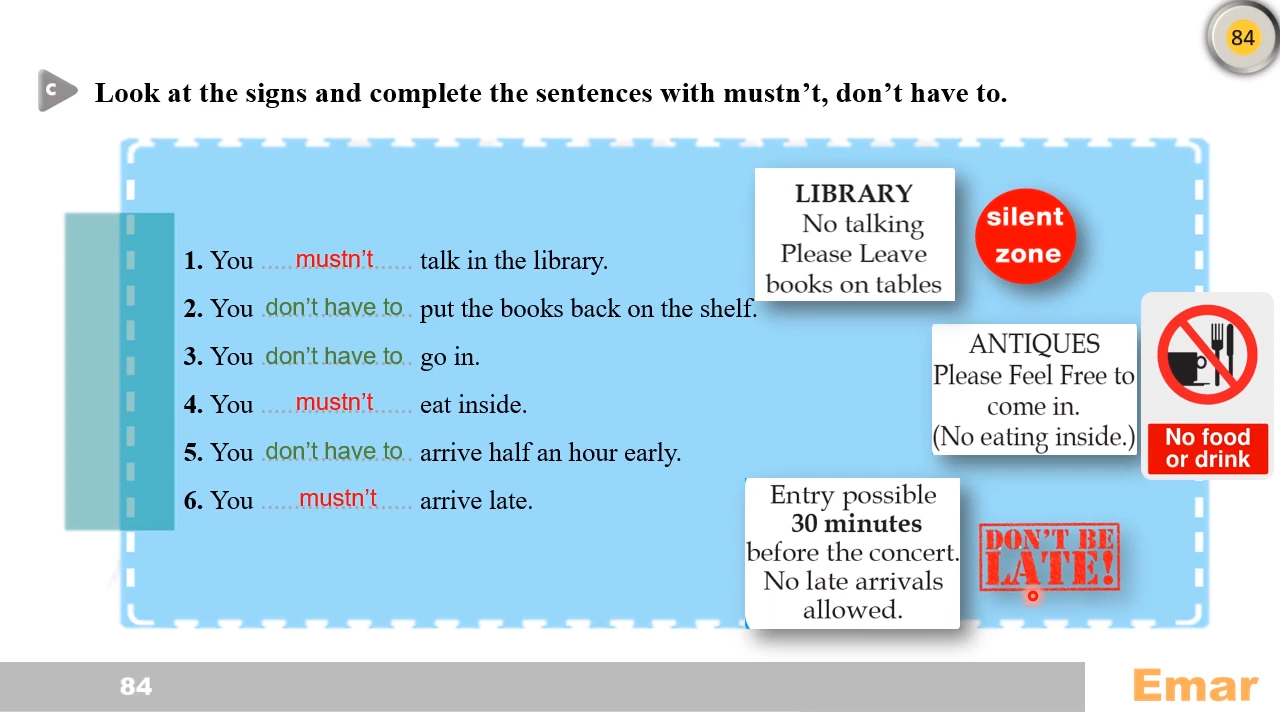 84
C
Look at the signs and complete the sentences with mustn’t, don’t have to.
1. You mustn’t talk in the library.
2. You don’t have to put the books back on the shelf.
3. You don’t have to go in.
4. You mustn’t eat inside.
5. You don’t have to arrive half an hour early.
6. You mustn’t arrive late.
LIBRARY
No talking
Please Leave
books on tables
silent
zone
ANTIQUES
Please Feel Free to
come in.
(No eating inside.)
No food
or drink
Entry possible
30 minutes
before the concert.
No late arrivals
allowed.
DON'T BE
LATE!
84
Emar